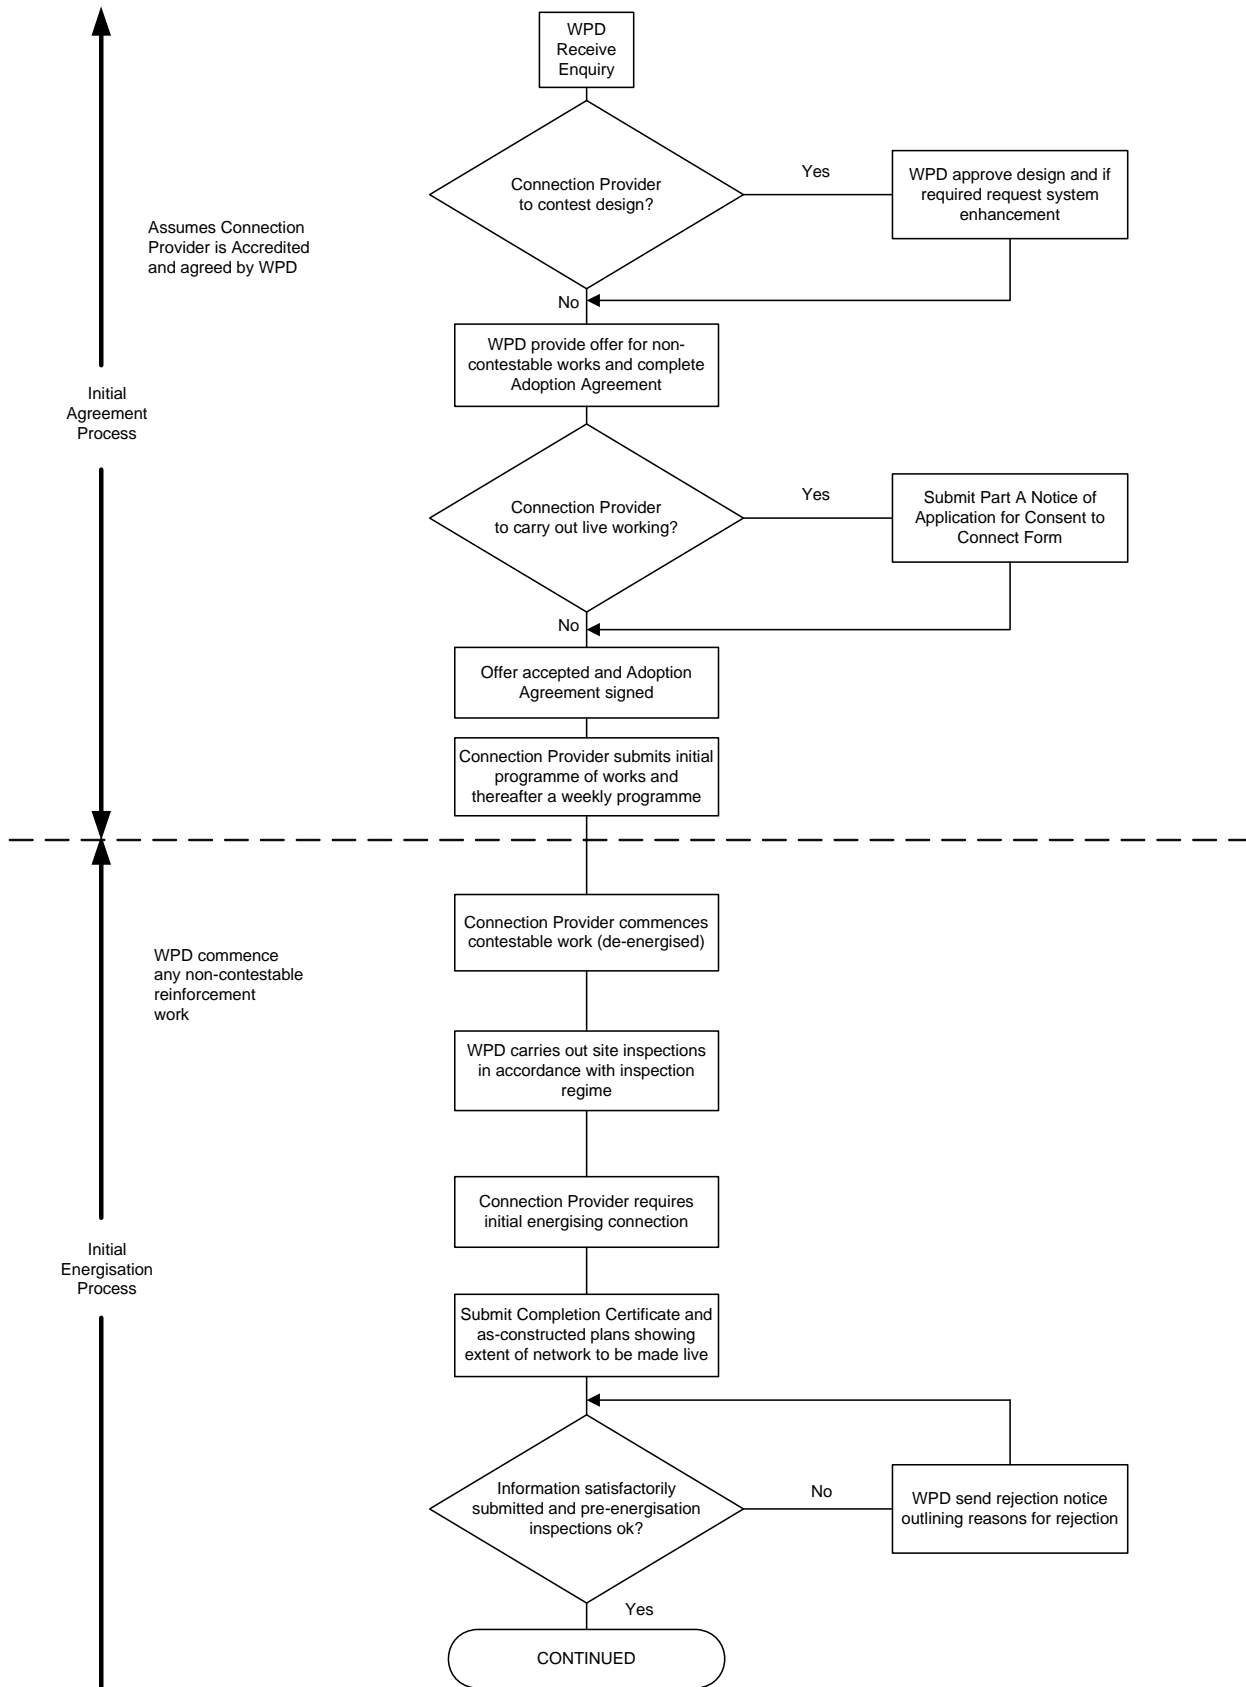 WPD
Receive
Enquiry
Connection Provider
to contest design?
Yes
WPD approve design and if
required request system
enhancement
Assumes Connection
Provider is Accredited
and agreed by WPD
No
WPD provide offer for non-
contestable works and complete
Adoption Agreement
Initial
Agreement
Process
Connection Provider
to carry out live working?
Yes
Submit Part A Notice of
Application for Consent to
Connect Form
No
Offer accepted and Adoption
Agreement signed
Connection Provider submits initial
programme of works and
thereafter a weekly programme
Connection Provider commences
contestable work (de-energised)
WPD commence
any non-contestable
reinforcement
work
WPD carries out site inspections
in accordance with inspection
regime
Connection Provider requires
initial energising connection
Initial
Energisation
Process
Submit Completion Certificate and
as-constructed plans showing
extent of network to be made live
Information satisfactorily
submitted and pre-energisation
inspections ok?
No
WPD send rejection notice
outlining reasons for rejection
Yes
CONTINUED